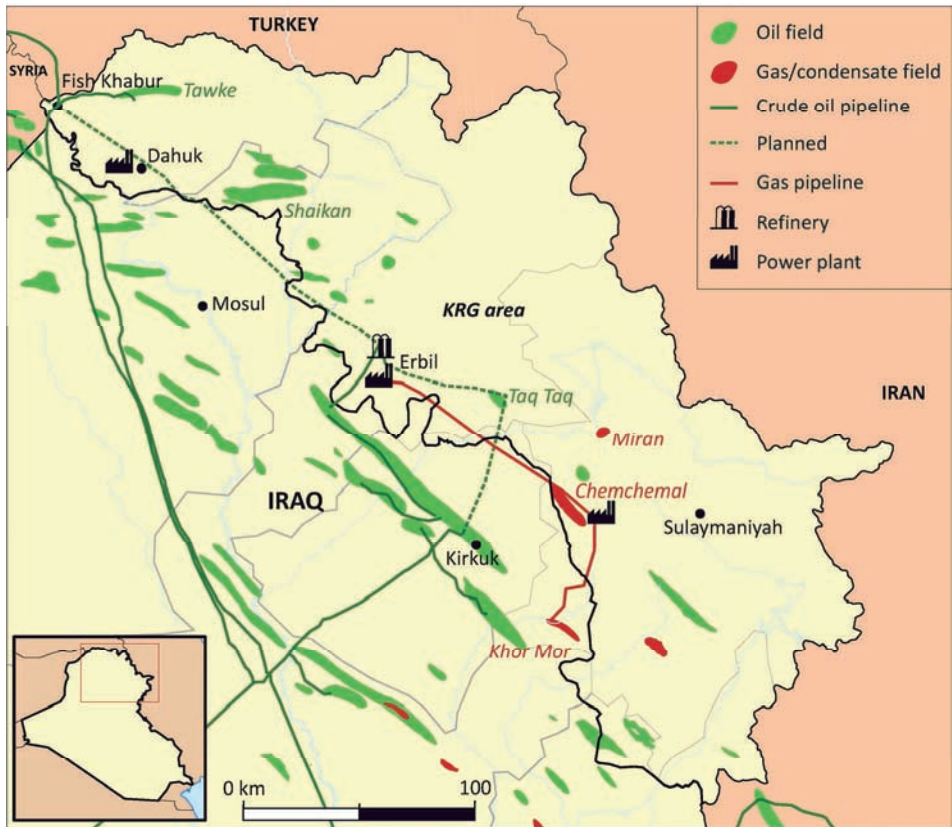 TURKEY
SYRIA
Fish Khabur
Tawke
Dahuk
Shaikan
Mosul
KRG area
Erbil
Taq Taq
IRAN
Miran
IRAQ
Chemchemal
Sulaymaniyah
Kirkuk
Khor Mor
0 km 100
Oil field
Gas/condensate field
Crude oil pipeline
Planned
Gas pipeline
Refinery
Power plant